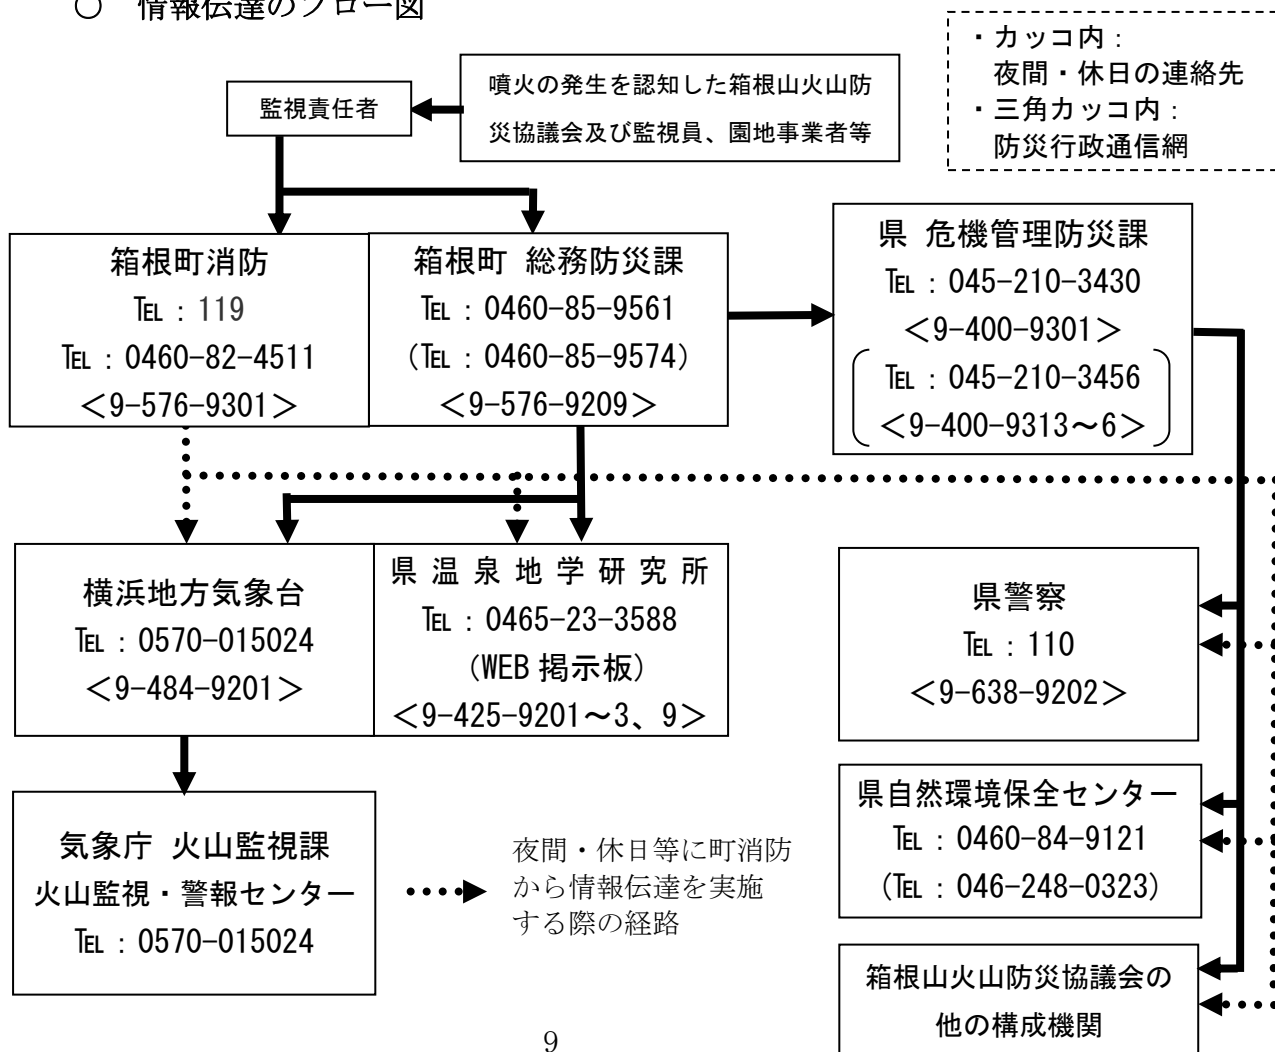 ○ 情報伝達のフロー図
・カッコ内：
夜間・休日の連絡先
・三角カッコ内：
防災行政通信網
監視責任者
噴火の発生を認知した箱根山火山防
災協議会及び監視員、園地事業者等
箱根町消防
℡：119
℡：0460-82-4511
<9-576-9301>
箱根町 総務防災課
℡：0460-85-9561
(℡：0460-85-9574)
<9-576-9209>
県 危機管理防災課
℡：045-210-3430
<9-400-9301>
℡：045-210-3456
<9-400-9313～6>
横浜地方気象台
℡：0570-015024
<9-484-9201>
県温泉地学研究所
℡：0465-23-3588
(WEB 掲示板)
<9-425-9201～3、9>
県警察
℡：110
<9-638-9202>
気象庁 火山監視課
火山監視・警報センター
℡：0570-015024
夜間・休日等に町消防
から情報伝達を実施
する際の経路
県自然環境保全センター
℡：0460-84-9121
(℡：046-248-0323)
箱根山火山防災協議会の
他の構成機関
9